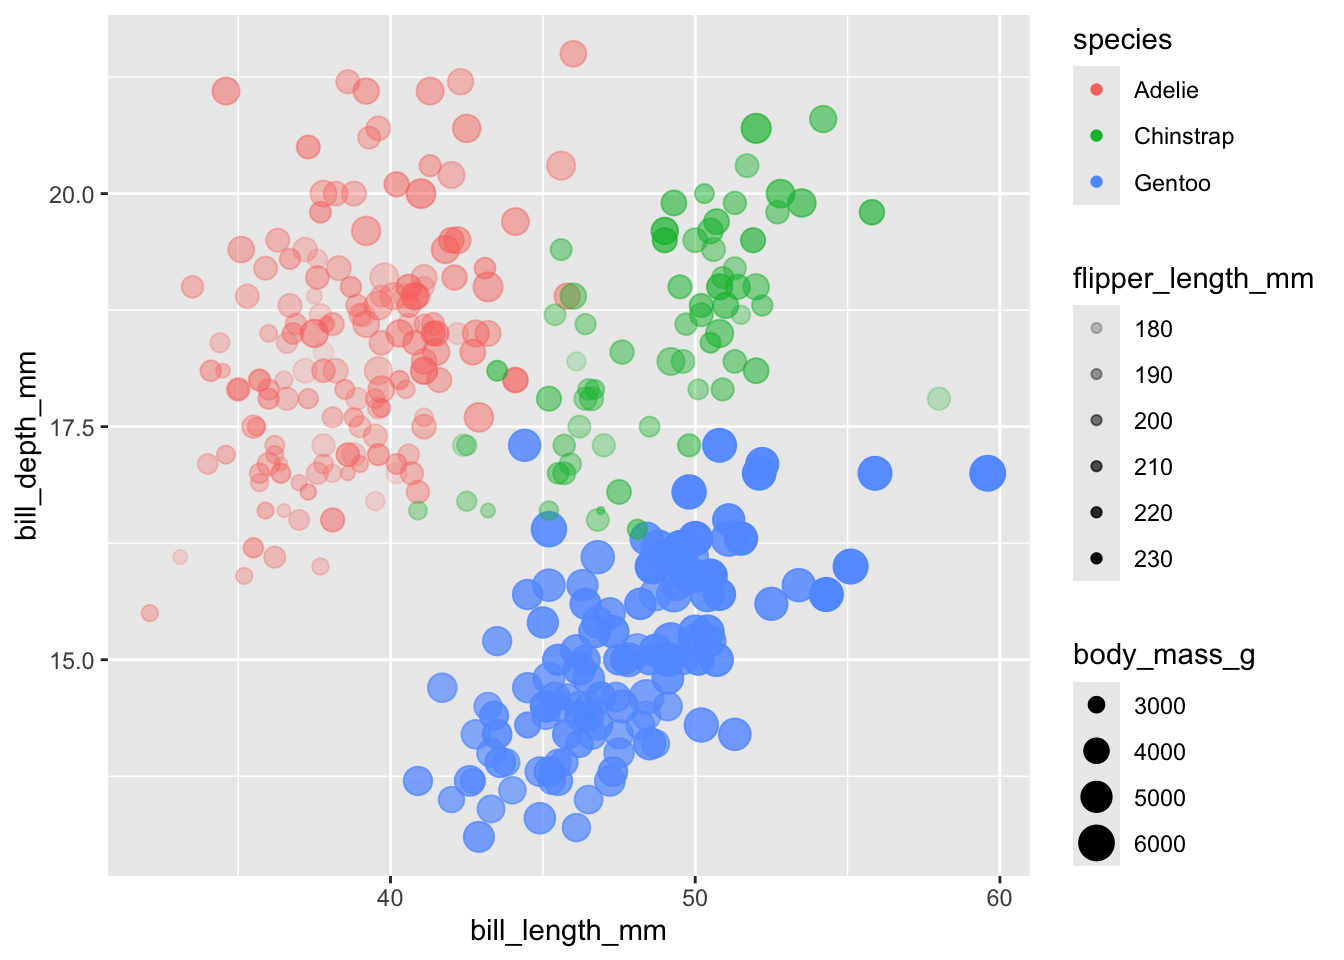 bill_depth_mm
20.0
17.5
15.0
40
50
60
bill_length_mm
species
Adelie
Chinstrap
Gentoo
flipper_length_mm
180
190
200
210
220
230
body_mass_g
3000
4000
5000
6000